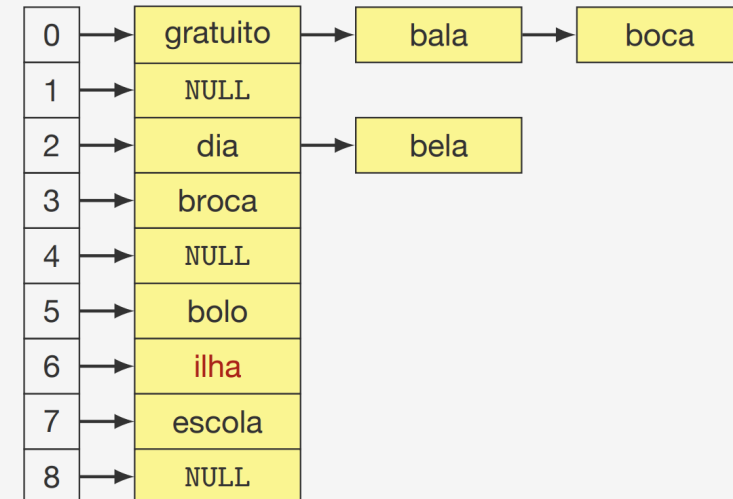 0 gratuito bala boca
1 NULL
2 dia bela
3 broca
4 NULL
5 bolo
6 ilha
7 escola
8 NULL